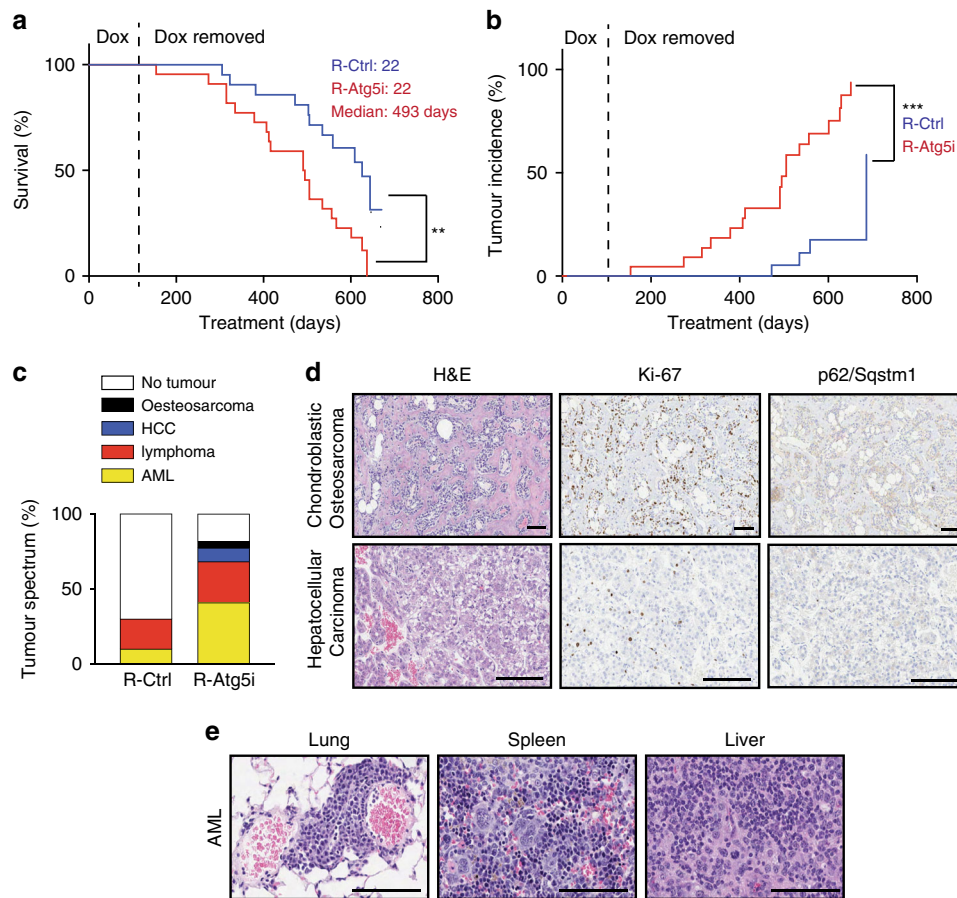 a
Dox
Dox removed
R-Ctrl: 22
R-Atg5i: 22
Median: 493 days
100
50
0
Survival (%)
**
0
200
400
600
800
Treatment (days)
b
Dox
Dox removed
***
R-Ctrl
R-Atg5i
100
50
0
Tumour incidence (%)
0
200
400
600
800
Treatment (days)
c
No tumour
Oesteosarcoma
HCC
lymphoma
AML
100
50
0
Tumour spectrum (%)
R-Ctrl
R-Atg5i
d
H&E
Ki-67
p62/Sqstm1
Chondroblastic
Osteosarcoma
Hepatocellular
Carcinoma
e
Lung
Spleen
Liver
AML